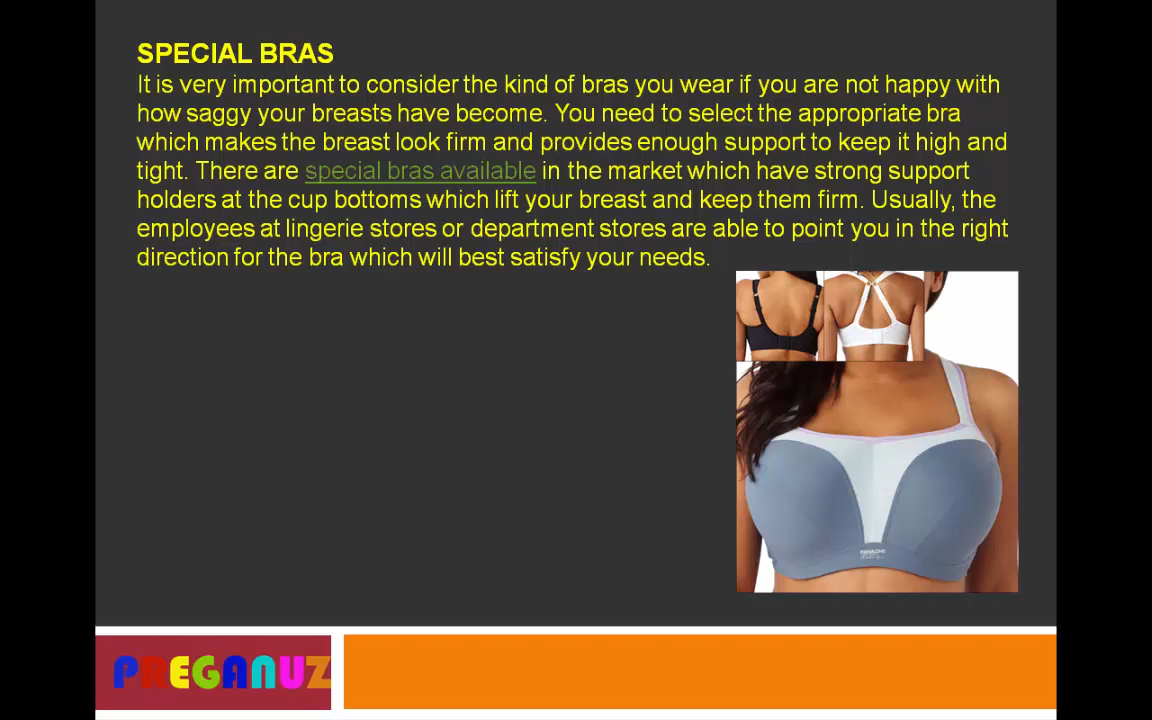 SPECIAL BRAS
It is very important to consider the kind of bras you wear if you are not happy with
how saggy your breasts have become. You need to select the appropriate bra
which makes the breast look firm and provides enough support to keep it high and
tight. There are special bras available in the market which have strong support
holders at the cup bottoms which lift your breast and keep them firm. Usually, the
employees at lingerie stores or department stores are able to point you in the right
direction for the bra which will best satisfy your needs.
PREGANUZ